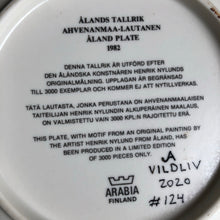 ÅLANDS TALLRIK
AHVENANMAA-LAUTANEN
ÅLAND PLATE
1982
DENNA TALLRIK ÄR UTFÖRD EFTER
DEN ÅLÄNDSKA KONSTNÄREN HENRIK NYLUNDS
ORIGINALMÅLNING. UPPLAGAN ÄR BEGRÄNSAD
TILL 3000 EXEMPLAR OCH KOMMER EJ ATT NYTILLVERKAS.
TÄTÄ LAUTASTA, JONKA PERUSTANA ON AHVENANMAALAISEN
TAITEILIJAN HENRIK NYLUNDIN ALKUPERÄINEN MAALAUS,
ON VALMISTETTU VAIN 3000 KPL:N RAJOITETTU ERÄ.
THIS PLATE, WITH MOTIF FROM AN ORIGINAL PAINTING BY
THE ARTIST HENRIK NYLUND FROM ÅLAND, HAS
BEEN PRODUCED IN A LIMITED EDITION
OF 3000 PIECES ONLY.
ARABIA
FINLAND
VILDLIV
2020
#124